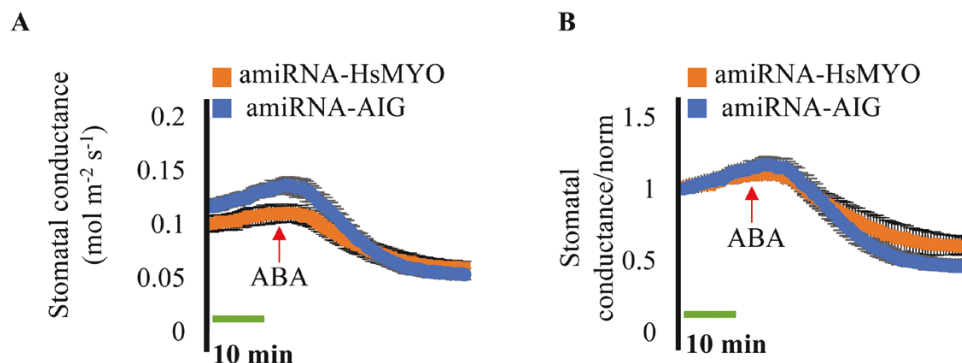 A
amiRNA-HsMYO
amiRNA-AIG
Stomatal conductance
(mol m⁻² s⁻¹)
0.2
0.15
0.1
0.05
0
ABA
10 min
B
amiRNA-HsMYO
amiRNA-AIG
Stomatal
conductance/norm
1.5
1
0.5
0
ABA
10 min